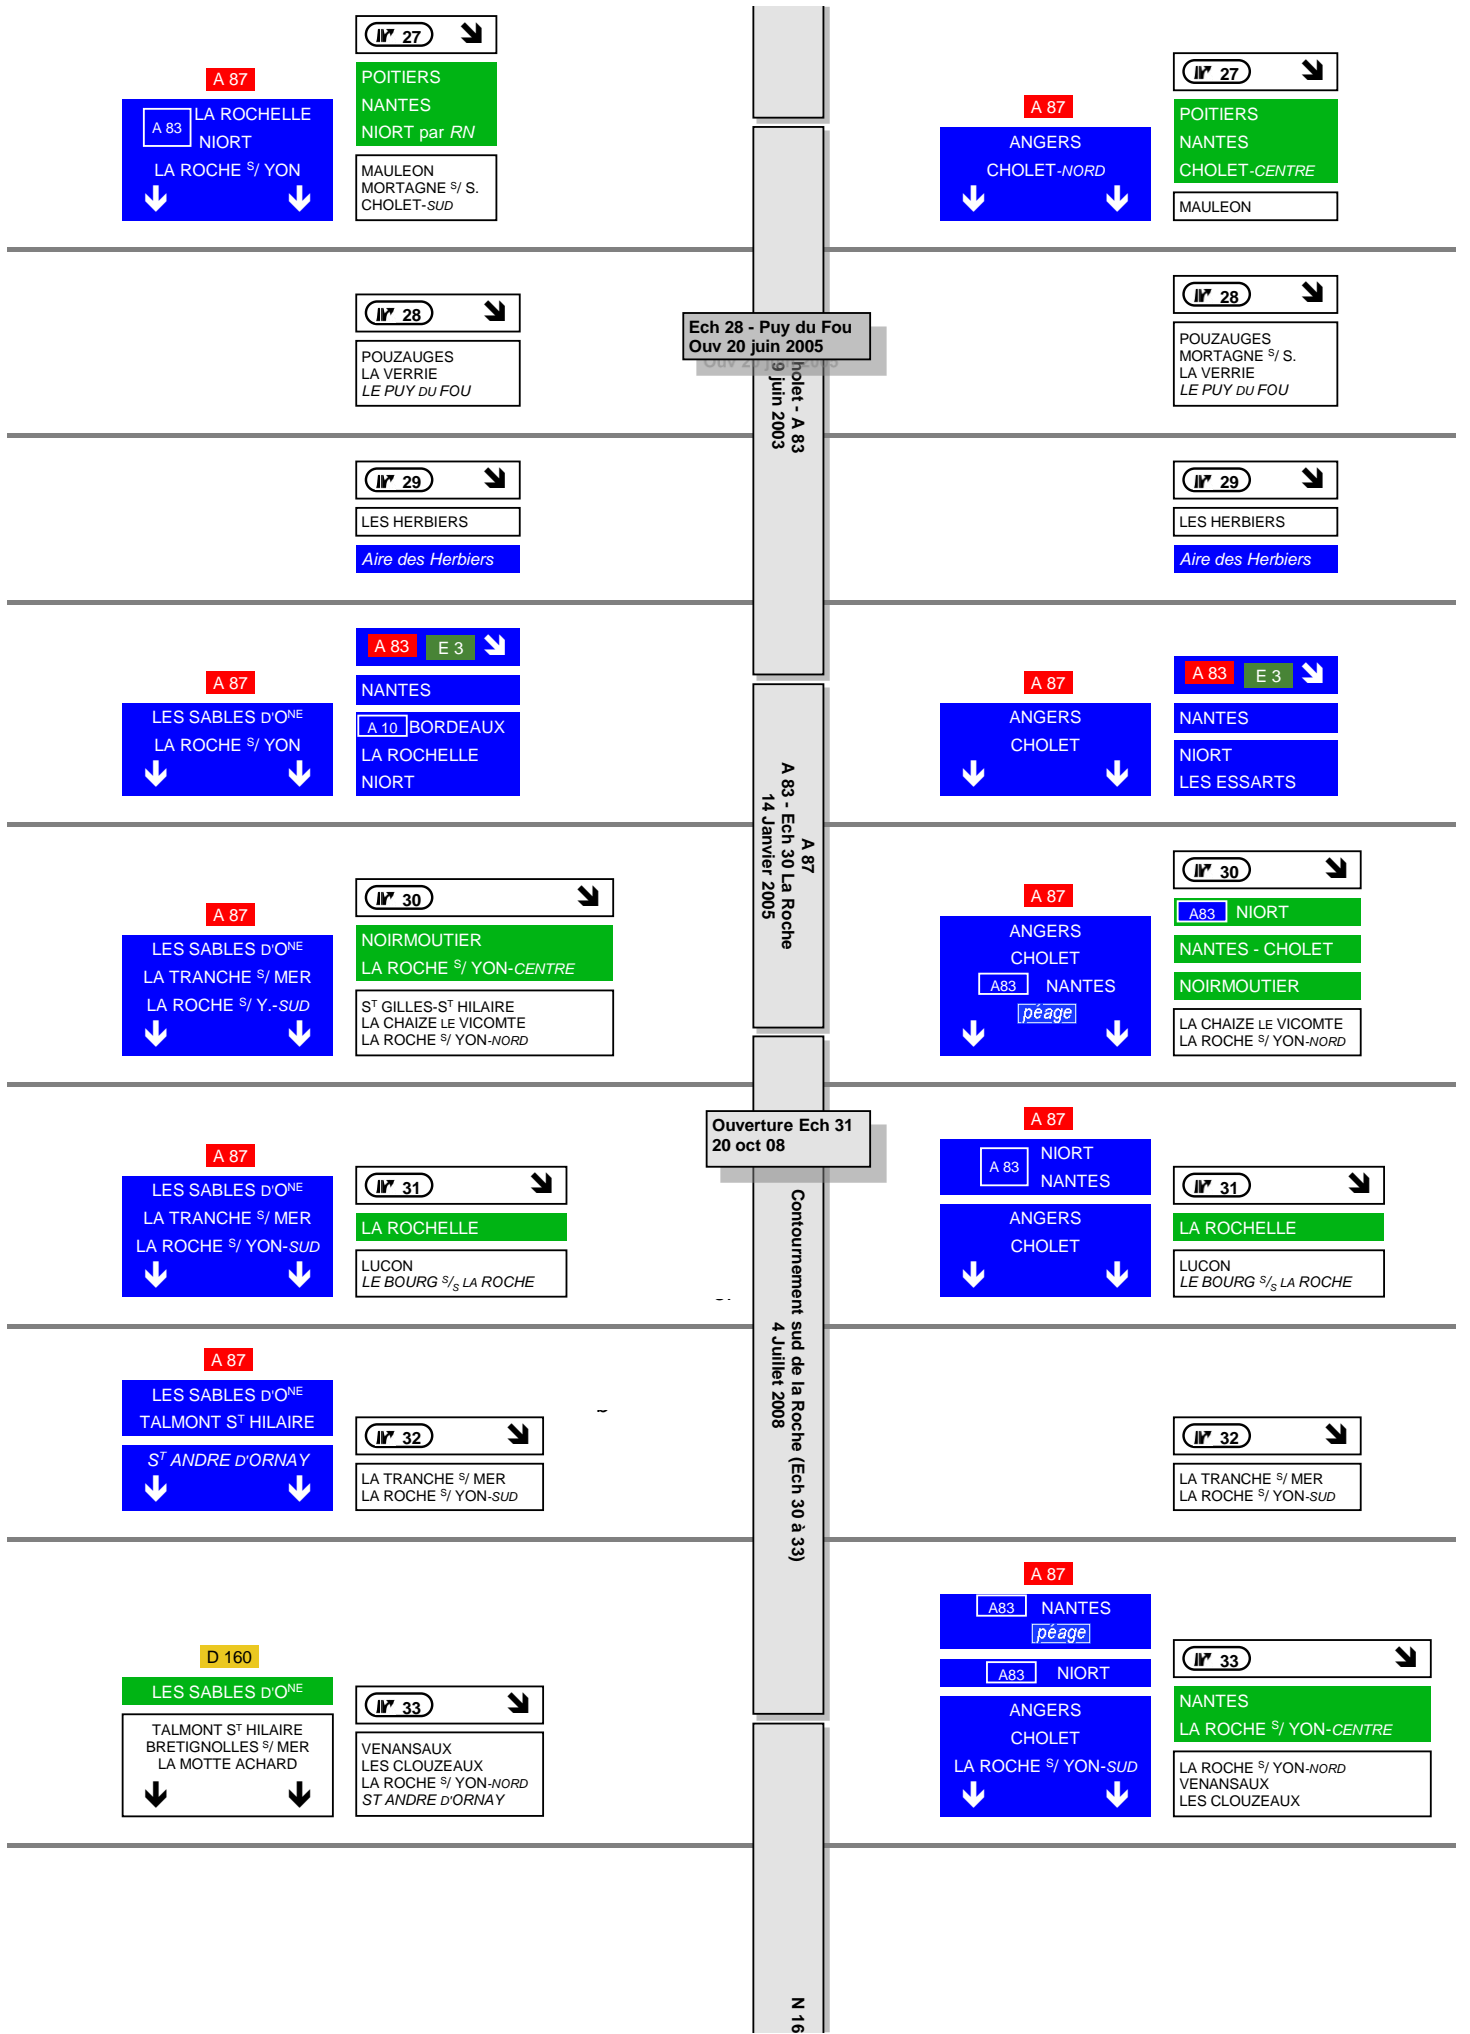 27
POITIERS
NANTES
NIORT par RN
MAULEON
MORTAGNE S/ S.
CHOLET-SUD
A 87
A 83
LA ROCHELLE
NIORT
LA ROCHE S/ YON
A 87
ANGERS
CHOLET-NORD
27
POITIERS
NANTES
CHOLET-CENTRE
MAULEON
28
POUZAUGES
LA VERRIE
LE PUY DU FOU
Ech 28 - Puy du Fou
Ouv 20 juin 2005
holet - A 83
9 juin 2003
28
POUZAUGES
MORTAGNE S/ S.
LA VERRIE
LE PUY DU FOU
29
LES HERBIERS
Aire des Herbiers
29
LES HERBIERS
Aire des Herbiers
A 87
LES SABLES D'ONE
LA ROCHE S/ YON
A 83 E 3
NANTES
A 10 BORDEAUX
LA ROCHELLE
NIORT
A 87
A 83 - Ech 30 La Roche
14 Janvier 2005
A 87
ANGERS
CHOLET
A 83 E 3
NANTES
NIORT
LES ESSARTS
A 87
LES SABLES D'ONE
LA TRANCHE S/ MER
LA ROCHE S/ Y.-SUD
30
NOIRMOUTIER
LA ROCHE S/ YON-CENTRE
ST GILLES-ST HILAIRE
LA CHAIZE LE VICOMTE
LA ROCHE S/ YON-NORD
A 87
ANGERS
CHOLET
A83 NANTES
péage
30
A83 NIORT
NANTES - CHOLET
NOIRMOUTIER
LA CHAIZE LE VICOMTE
LA ROCHE S/ YON-NORD
A 87
LES SABLES D'ONE
LA TRANCHE S/ MER
LA ROCHE S/ YON-SUD
31
LA ROCHELLE
LUCON
LE BOURG S/S LA ROCHE
Ouverture Ech 31
20 oct 08
Contournement sud de la Roche (Ech 30 à 33)
4 Juillet 2008
A 87
A 83
NIORT
NANTES
ANGERS
CHOLET
31
LA ROCHELLE
LUCON
LE BOURG S/S LA ROCHE
A 87
LES SABLES D'ONE
TALMONT ST HILAIRE
ST ANDRE D'ORNAY
32
LA TRANCHE S/ MER
LA ROCHE S/ YON-SUD
32
LA TRANCHE S/ MER
LA ROCHE S/ YON-SUD
D 160
LES SABLES D'ONE
TALMONT ST HILAIRE
BRETIGNOLLES S/ MER
LA MOTTE ACHARD
33
VENANSAUX
LES CLOUZEAUX
LA ROCHE S/ YON-NORD
ST ANDRE D'ORNAY
A 87
A83 NANTES
péage
A83 NIORT
ANGERS
CHOLET
LA ROCHE S/ YON-SUD
33
NANTES
LA ROCHE S/ YON-CENTRE
LA ROCHE S/ YON-NORD
VENANSAUX
LES CLOUZEAUX
N 16